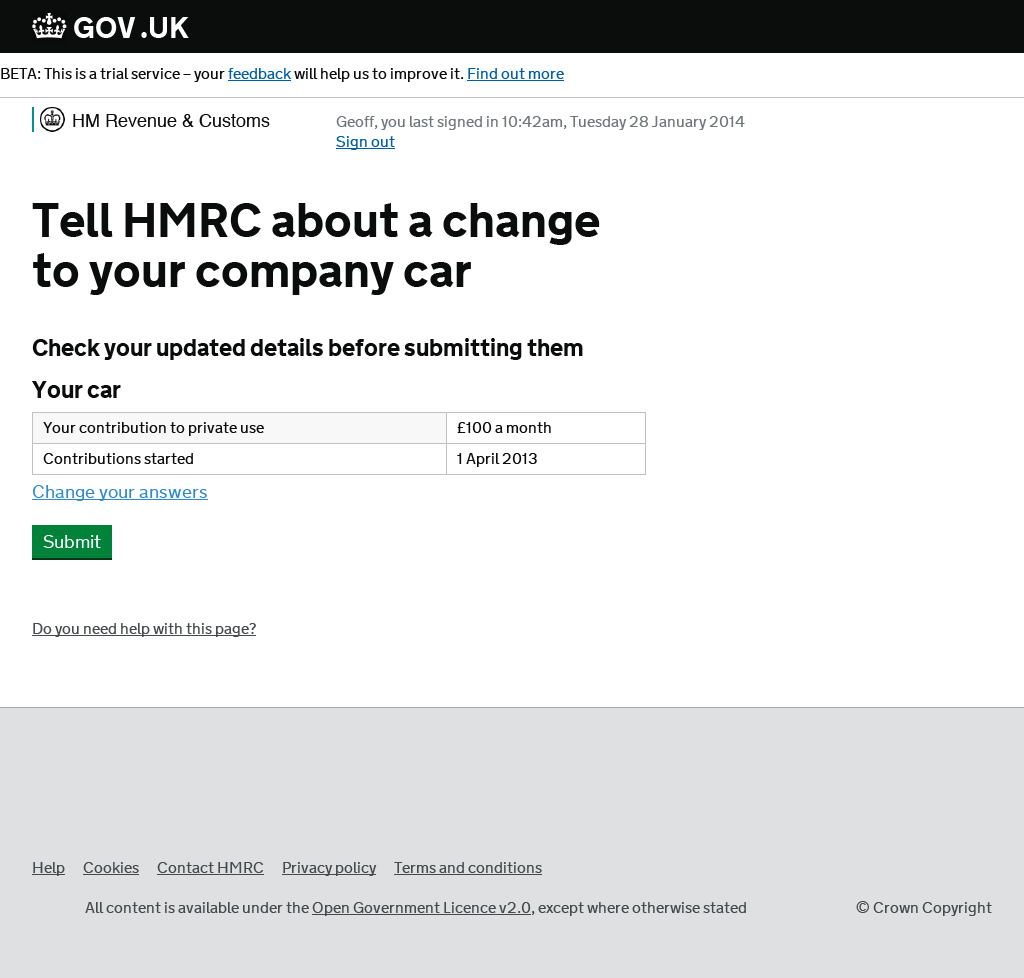 GOV.UK
BETA: This is a trial service – your feedback will help us to improve it. Find out more
HM Revenue & Customs
Geoff, you last signed in 10:42am, Tuesday 28 January 2014
Sign out
Tell HMRC about a change
to your company car
Check your updated details before submitting them
Your car
Your contribution to private use £100 a month
Contributions started 1 April 2013
Change your answers
Submit
Do you need help with this page?
Help Cookies Contact HMRC Privacy policy Terms and conditions
All content is available under the Open Government Licence v2.0, except where otherwise stated © Crown Copyright